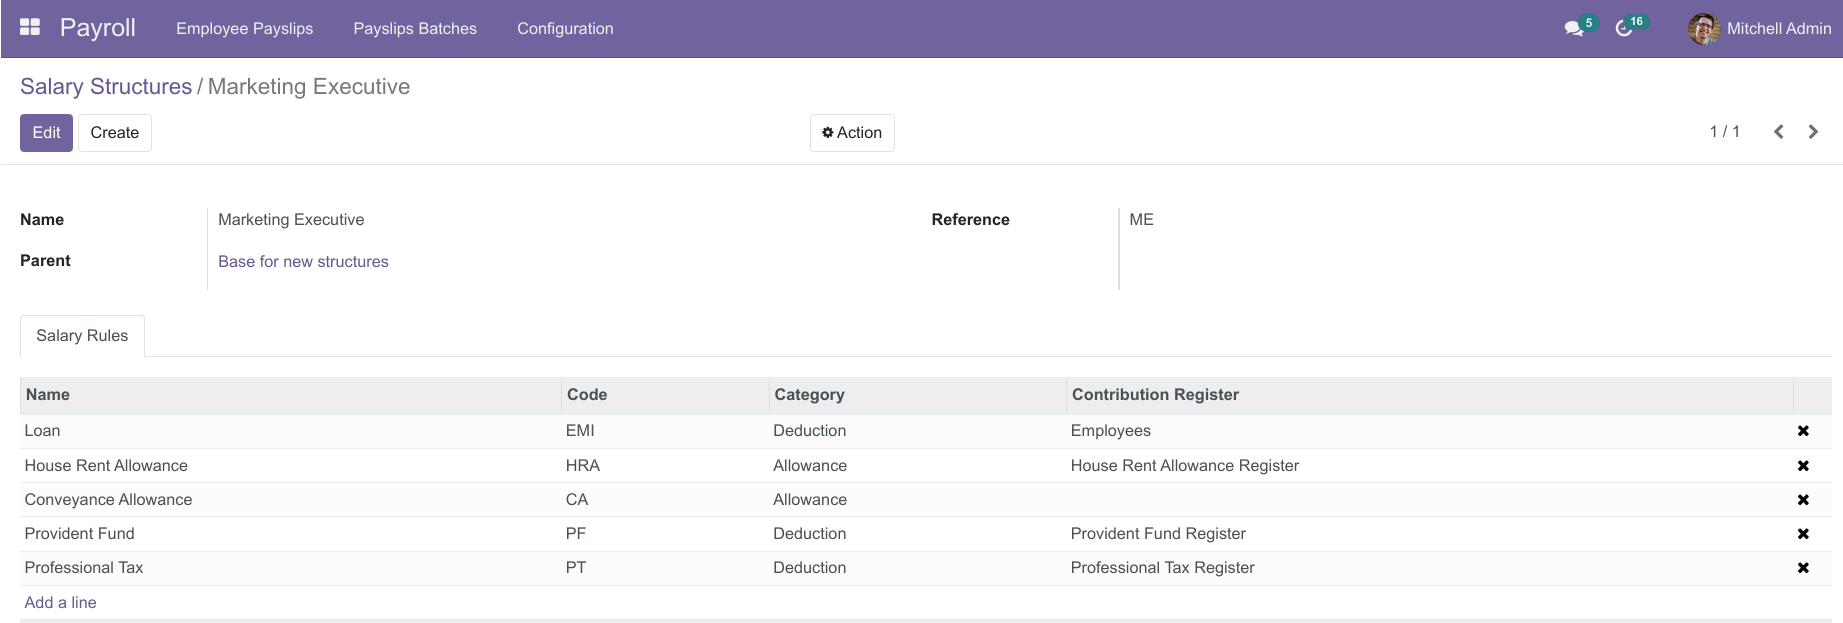 Payroll Employee Payslips Payslips Batches Configuration 5 16 Mitchell Admin
Salary Structures / Marketing Executive
Edit Create Action 1 / 1
Name Marketing Executive Reference ME
Parent Base for new structures
Salary Rules
Name Code Category Contribution Register
Loan EMI Deduction Employees
House Rent Allowance HRA Allowance House Rent Allowance Register
Conveyance Allowance CA Allowance
Provident Fund PF Deduction Provident Fund Register
Professional Tax PT Deduction Professional Tax Register
Add a line